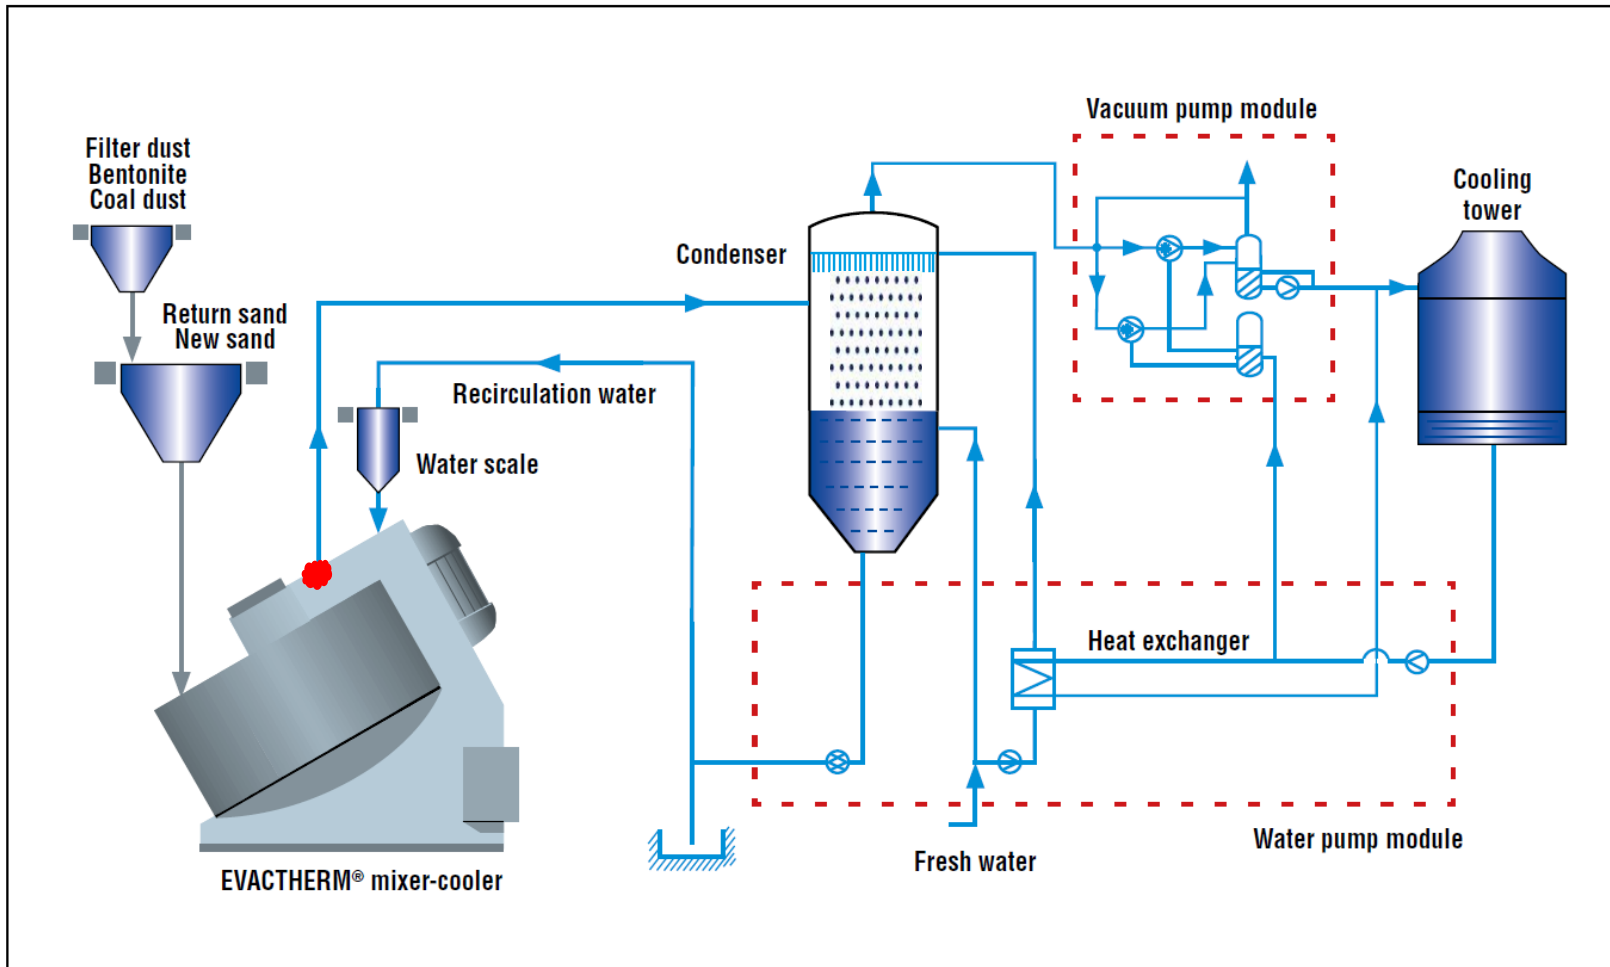 Vacuum pump module
Filter dust
Bentonite
Coal dust
Cooling
tower
Condenser
Return sand
New sand
Recirculation water
Water scale
Heat exchanger
Water pump module
Fresh water
EVACTHERM® mixer-cooler